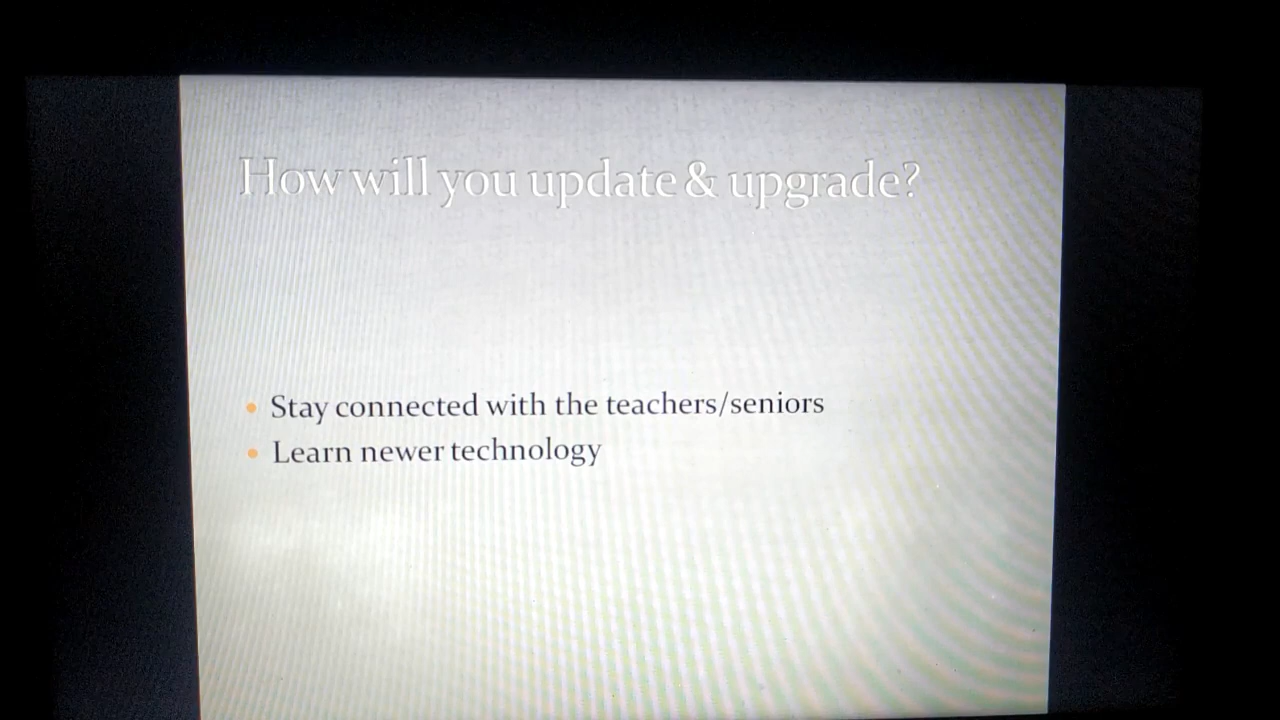 How will you update & upgrade?
Stay connected with the teachers/seniors
Learn newer technology